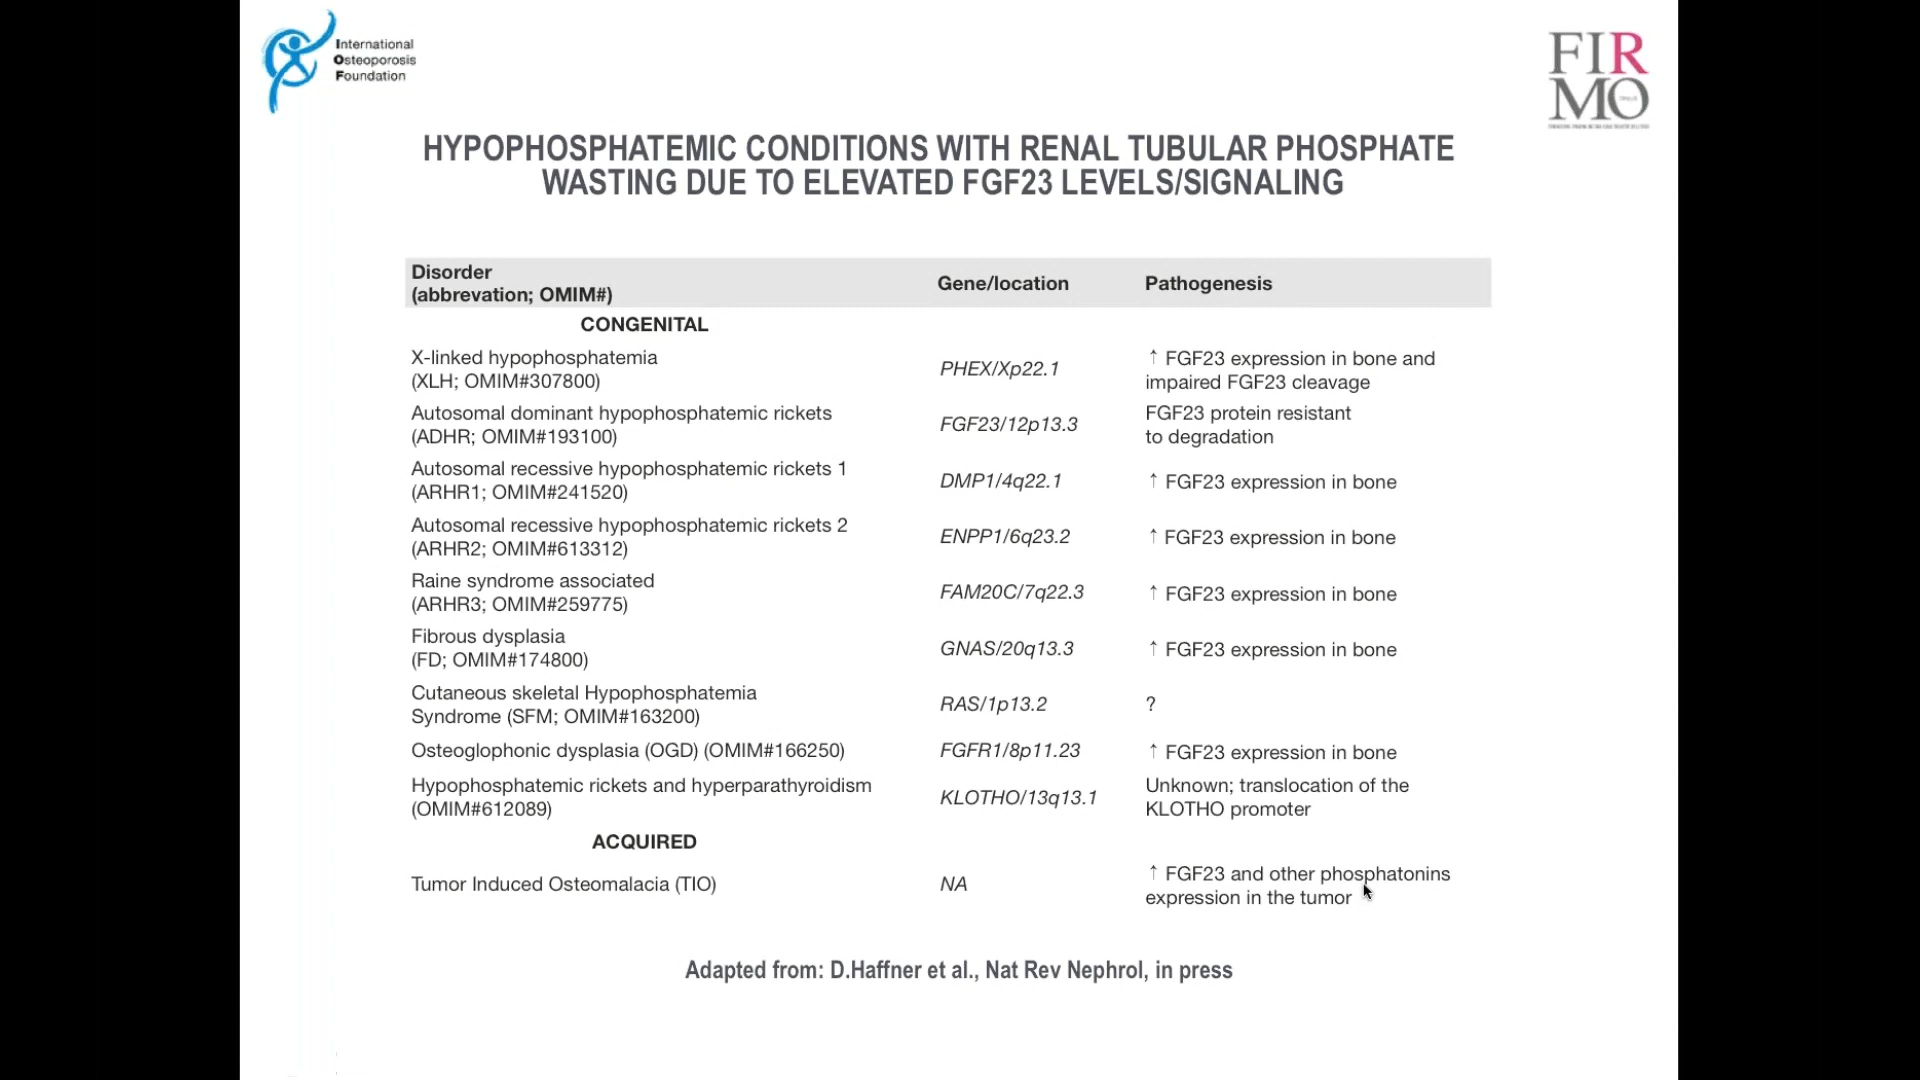 International
Osteoporosis
Foundation
FIR
MO
HYPOPHOSPHATEMIC CONDITIONS WITH RENAL TUBULAR PHOSPHATE
WASTING DUE TO ELEVATED FGF23 LEVELS/SIGNALING
Disorder
(abbrevation; OMIM#)
Gene/location
Pathogenesis
CONGENITAL
X-linked hypophosphatemia
(XLH; OMIM#307800)
PHEX/Xp22.1
↑ FGF23 expression in bone and
impaired FGF23 cleavage
Autosomal dominant hypophosphatemic rickets
(ADHR; OMIM#193100)
FGF23/12p13.3
FGF23 protein resistant
to degradation
Autosomal recessive hypophosphatemic rickets 1
(ARHR1; OMIM#241520)
DMP1/4q22.1
↑ FGF23 expression in bone
Autosomal recessive hypophosphatemic rickets 2
(ARHR2; OMIM#613312)
ENPP1/6q23.2
↑ FGF23 expression in bone
Raine syndrome associated
(ARHR3; OMIM#259775)
FAM20C/7q22.3
↑ FGF23 expression in bone
Fibrous dysplasia
(FD; OMIM#174800)
GNAS/20q13.3
↑ FGF23 expression in bone
Cutaneous skeletal Hypophosphatemia
Syndrome (SFM; OMIM#163200)
RAS/1p13.2
?
Osteoglophonic dysplasia (OGD) (OMIM#166250)
FGFR1/8p11.23
↑ FGF23 expression in bone
Hypophosphatemic rickets and hyperparathyroidism
(OMIM#612089)
KLOTHO/13q13.1
Unknown; translocation of the
KLOTHO promoter
ACQUIRED
Tumor Induced Osteomalacia (TIO)
NA
↑ FGF23 and other phosphatonins
expression in the tumor
Adapted from: D.Haffner et al., Nat Rev Nephrol, in press